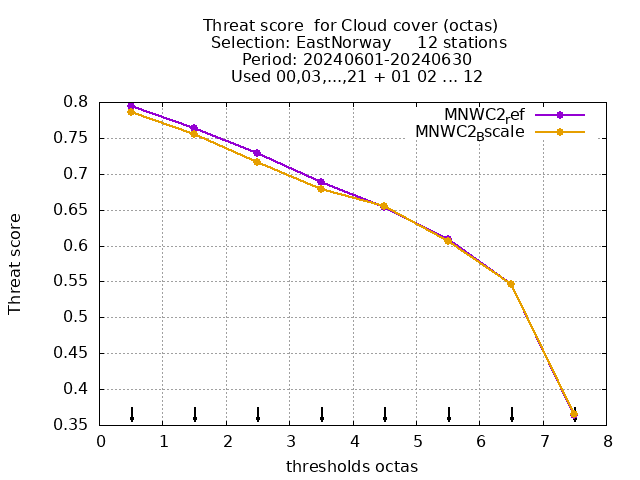 Threat score  for Cloud cover (octas)
Selection: EastNorway     12 stations
Period: 20240601-20240630
Used 00,03,...,21 + 01 02 ... 12
MNWC2ref
MNWC2Bscale
0.8
0.75
0.7
0.65
0.6
0.55
0.5
0.45
0.4
0.35
Threat score
0 1 2 3 4 5 6 7 8
thresholds octas